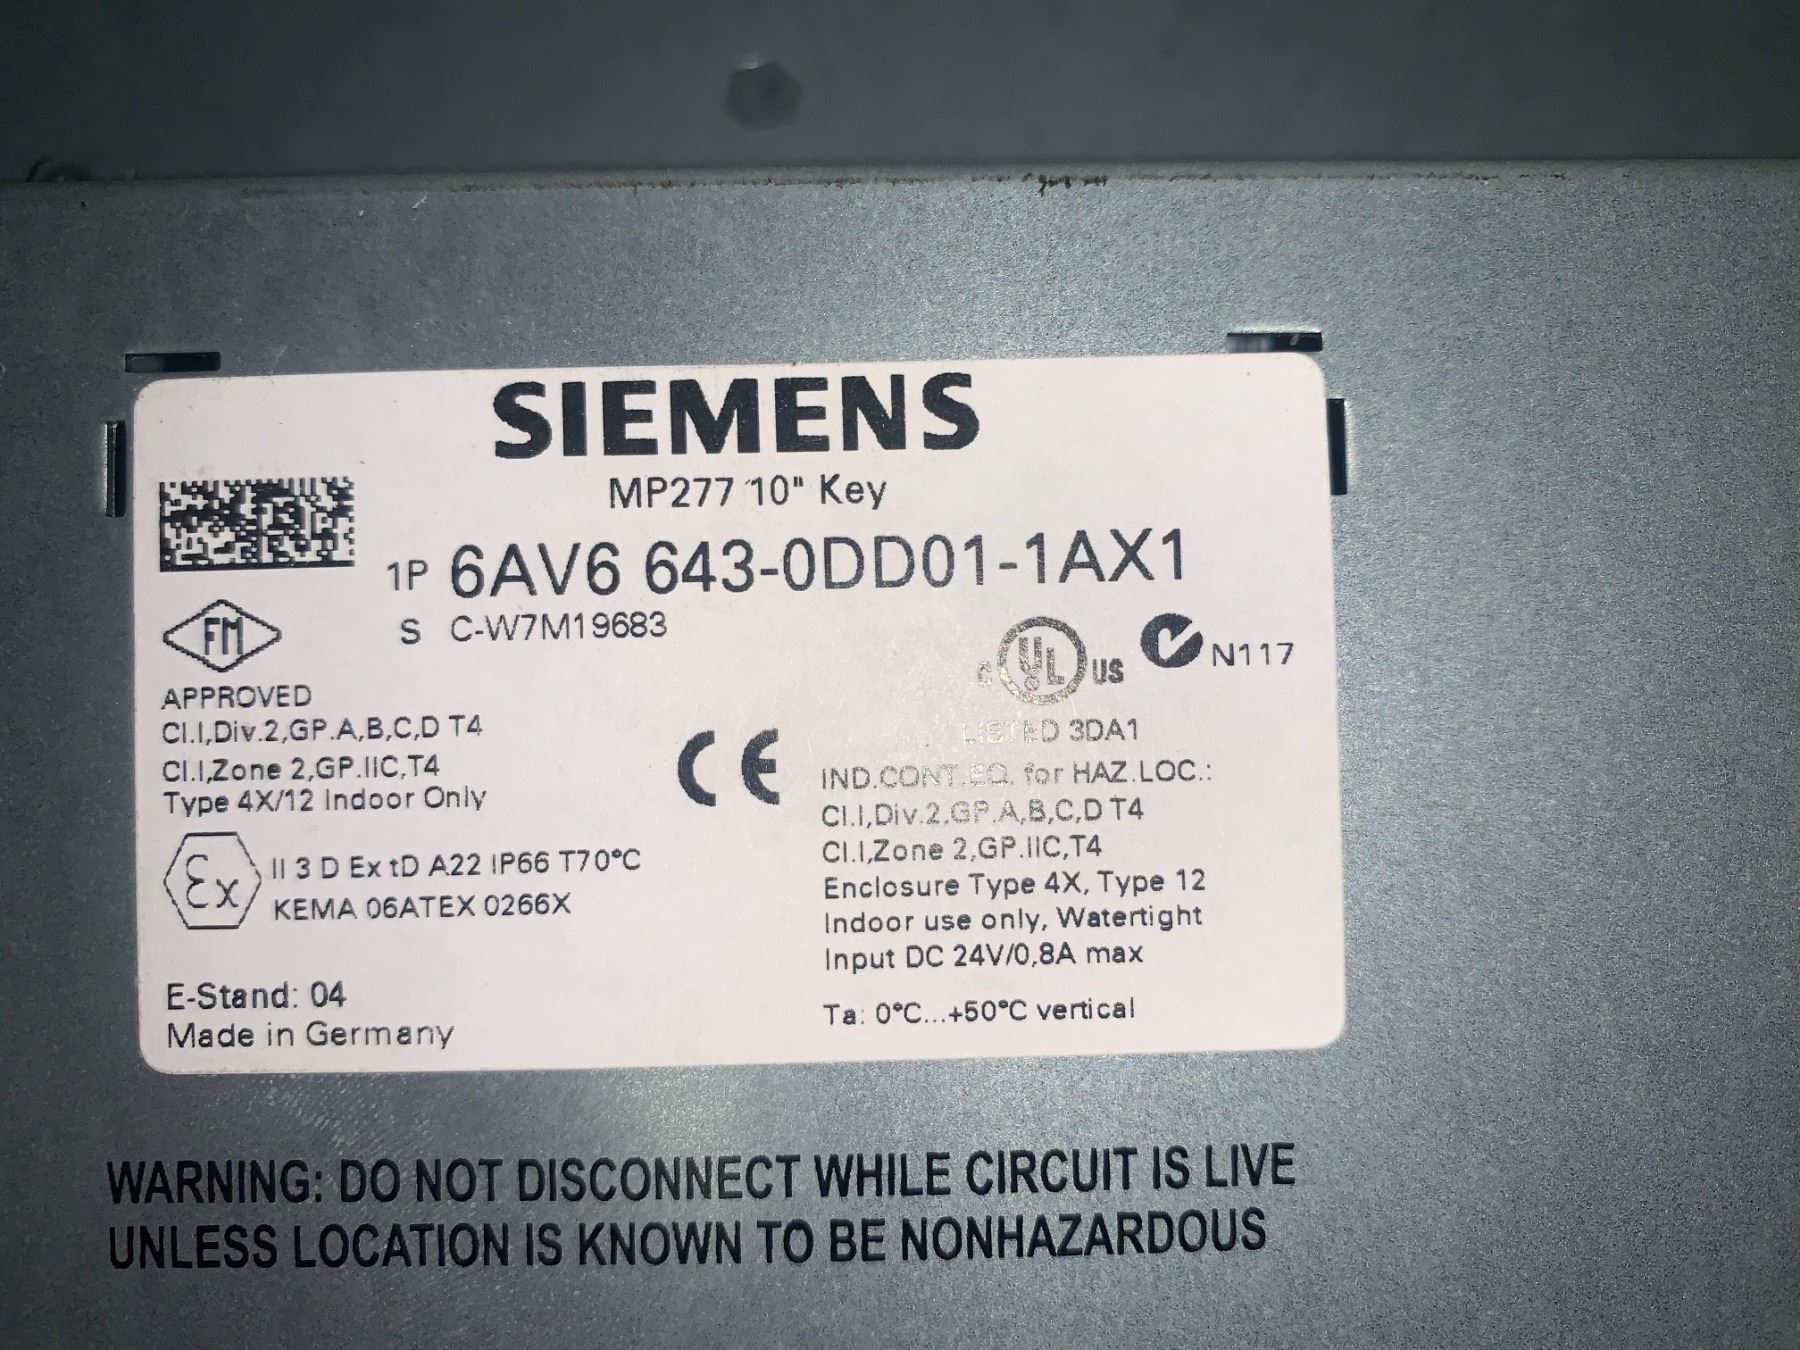 SIEMENS
MP277 10" Key
1P 6AV6 643-0DD01-1AX1
S C-W7M19683
FM
APPROVED
Cl.I,Div.2,GP.A,B,C,D T4
Cl.I,Zone 2,GP.IIC,T4
Type 4X/12 Indoor Only
CE
C UL US
N117
LISTED 3DA1
IND.CONT.EQ. for HAZ.LOC.:
Cl.I,Div.2,GP.A,B,C,D T4
Cl.I,Zone 2,GP.IIC,T4
Enclosure Type 4X, Type 12
Indoor use only, Watertight
Input DC 24V/0,8A max
Ta: 0°C...+50°C vertical
Ex II 3 D Ex tD A22 IP66 T70°C
KEMA 06ATEX 0266X
E-Stand: 04
Made in Germany
WARNING: DO NOT DISCONNECT WHILE CIRCUIT IS LIVE
UNLESS LOCATION IS KNOWN TO BE NONHAZARDOUS